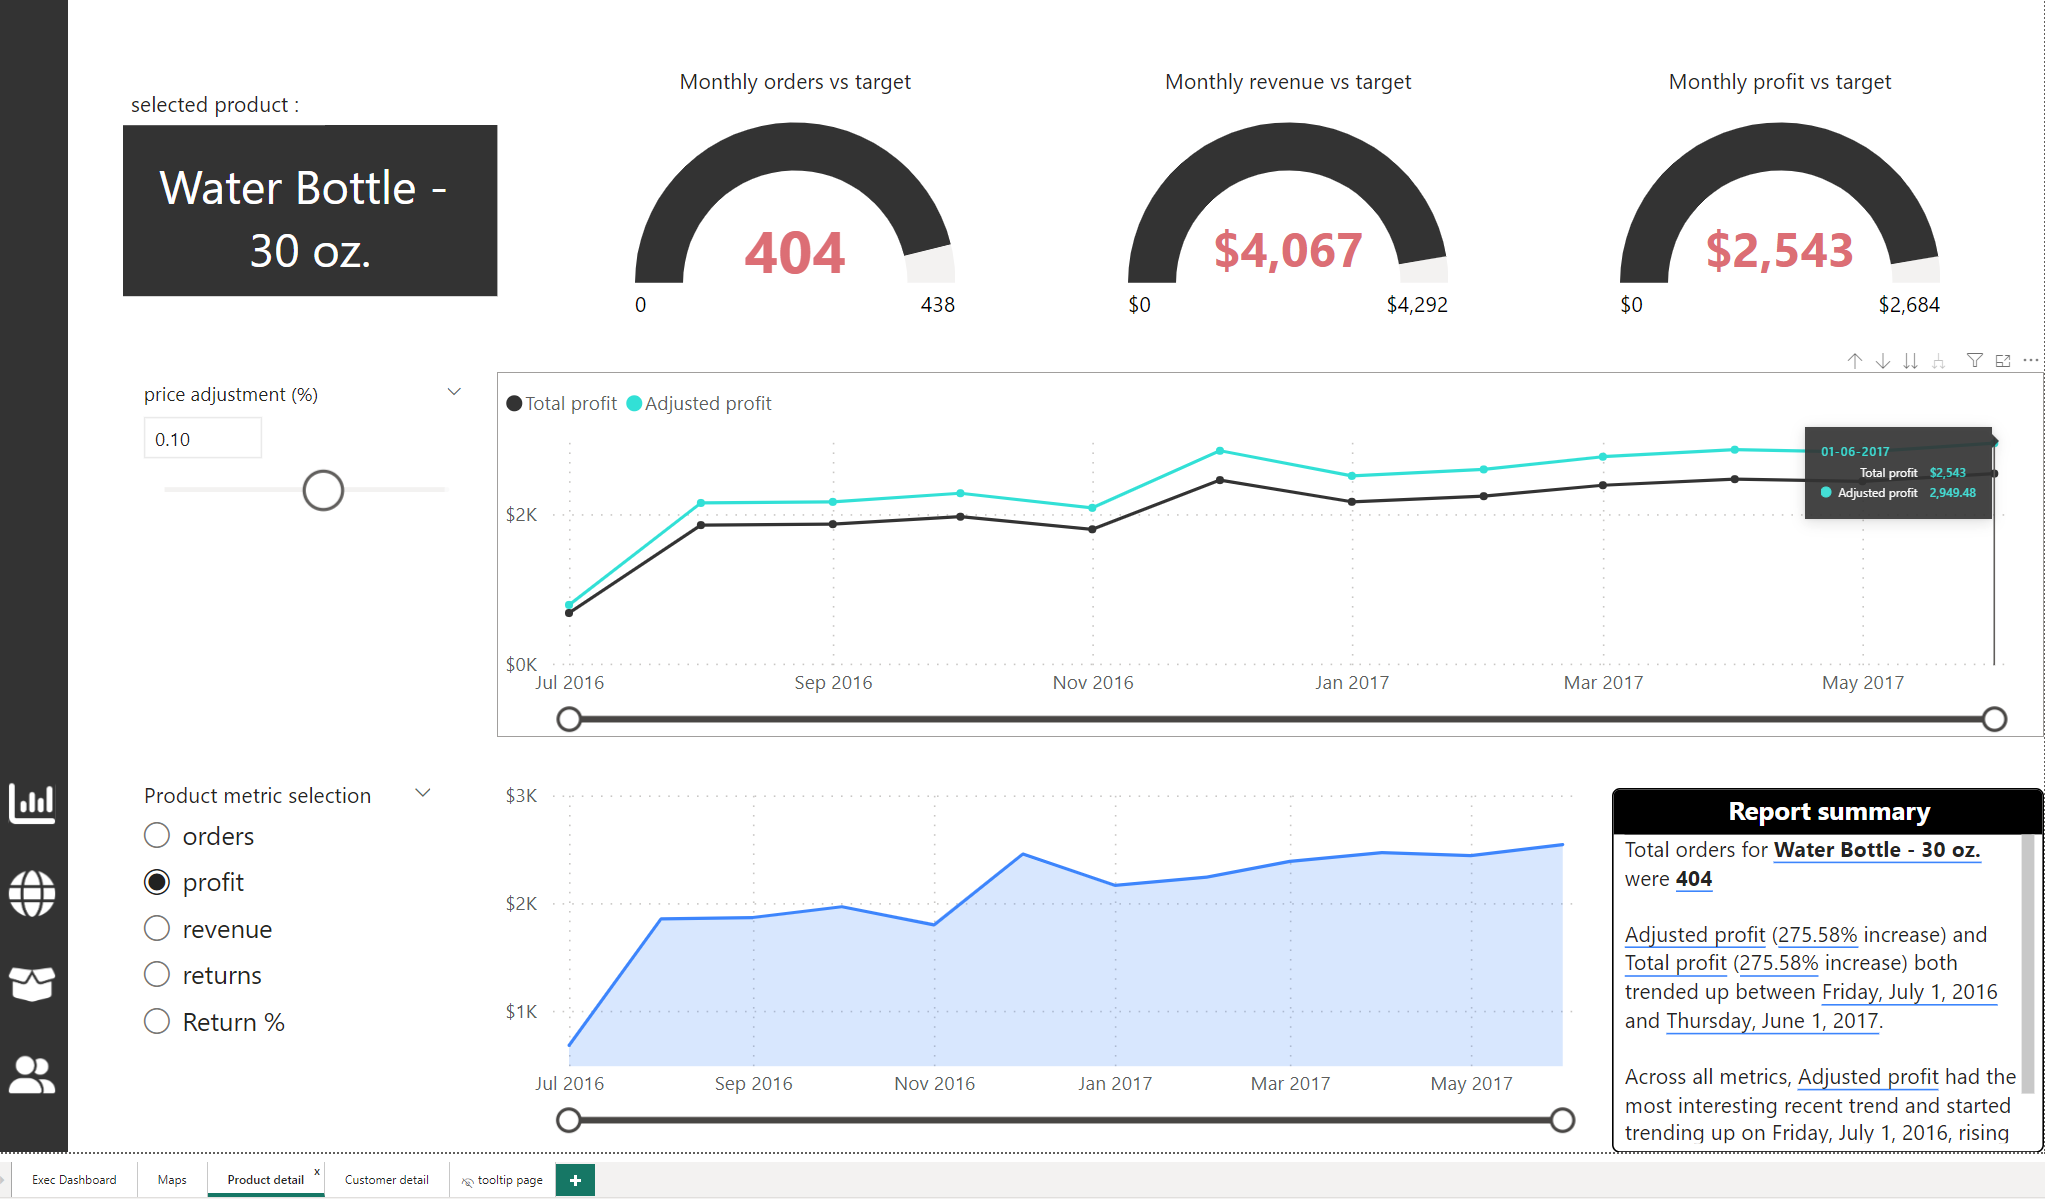 selected product :
Water Bottle -
30 oz.
Monthly orders vs target
404
0
438
Monthly revenue vs target
$4,067
$0
$4,292
Monthly profit vs target
$2,543
$0
$2,684
price adjustment (%)
0.10
Total profit
Adjusted profit
$2K
$0K
01-06-2017
Total profit $2,543
Adjusted profit 2,949.48
Jul 2016
Sep 2016
Nov 2016
Jan 2017
Mar 2017
May 2017
Product metric selection
orders
profit
revenue
returns
Return %
$3K
$2K
$1K
Jul 2016
Sep 2016
Nov 2016
Jan 2017
Mar 2017
May 2017
Report summary
Total orders for Water Bottle - 30 oz.
were 404
Adjusted profit (275.58% increase) and
Total profit (275.58% increase) both
trended up between Friday, July 1, 2016
and Thursday, June 1, 2017.
Across all metrics, Adjusted profit had the
most interesting recent trend and started
trending up on Friday, July 1, 2016, rising
Exec Dashboard
Maps
Product detail
x
Customer detail
tooltip page
+